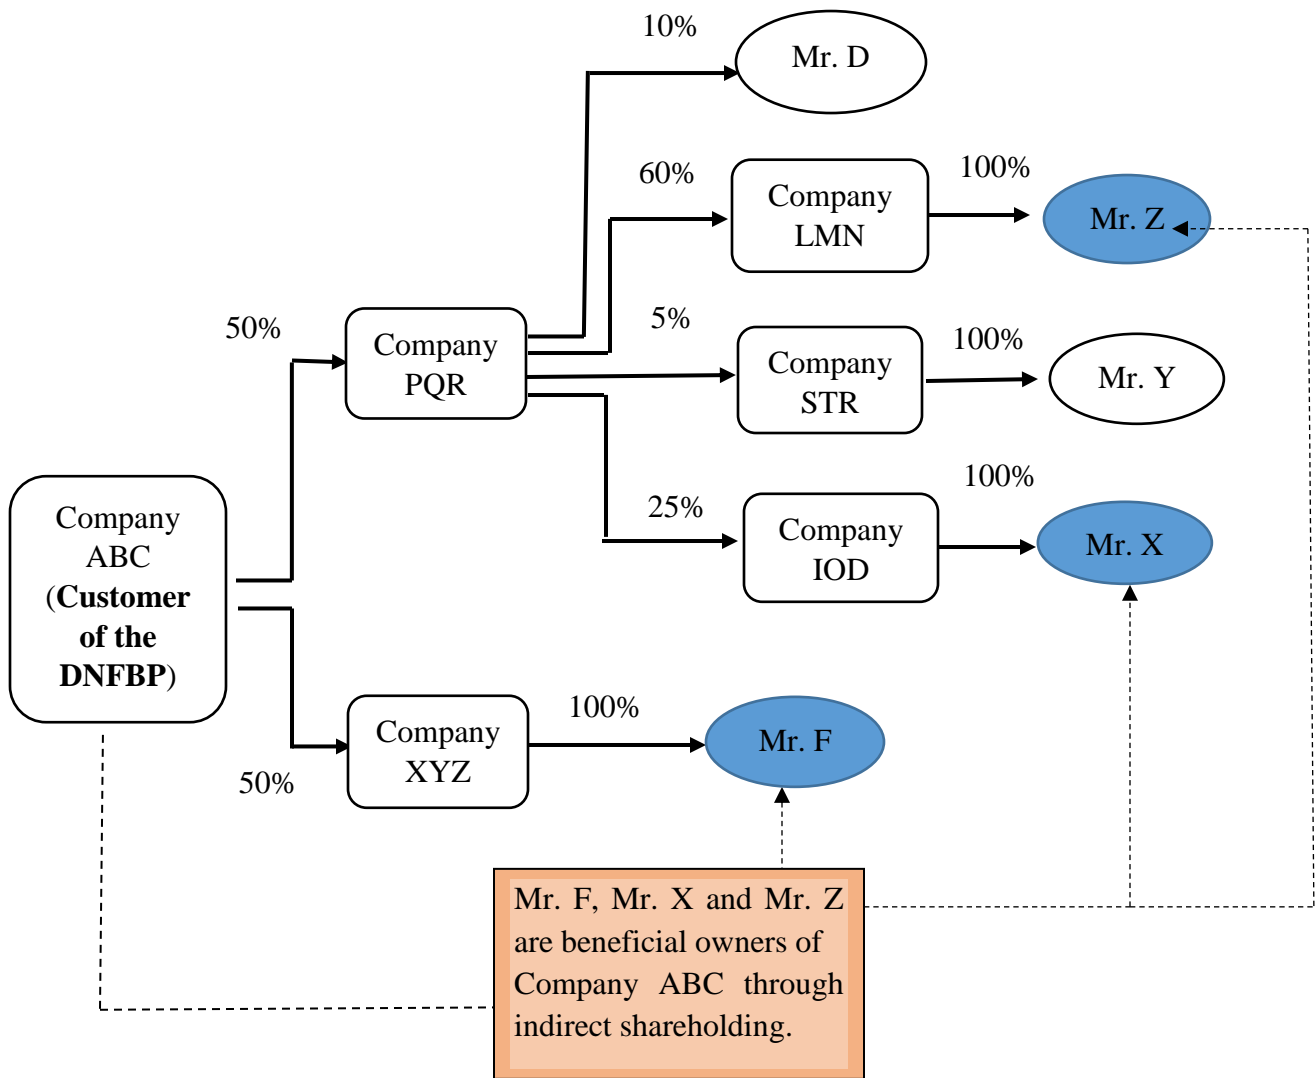 10%
Mr. D
60%
Company
LMN
100%
Mr. Z
50%
Company
PQR
5%
Company
STR
100%
Mr. Y
25%
Company
IOD
100%
Mr. X
Company
ABC
(Customer
of the
DNFBP)
50%
Company
XYZ
100%
Mr. F
Mr. F, Mr. X and Mr. Z
are beneficial owners of
Company ABC through
indirect shareholding.